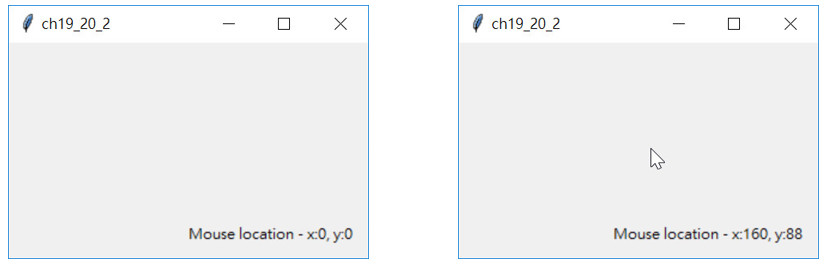 ch19_20_2
Mouse location - x:0, y:0
ch19_20_2
Mouse location - x:160, y:88